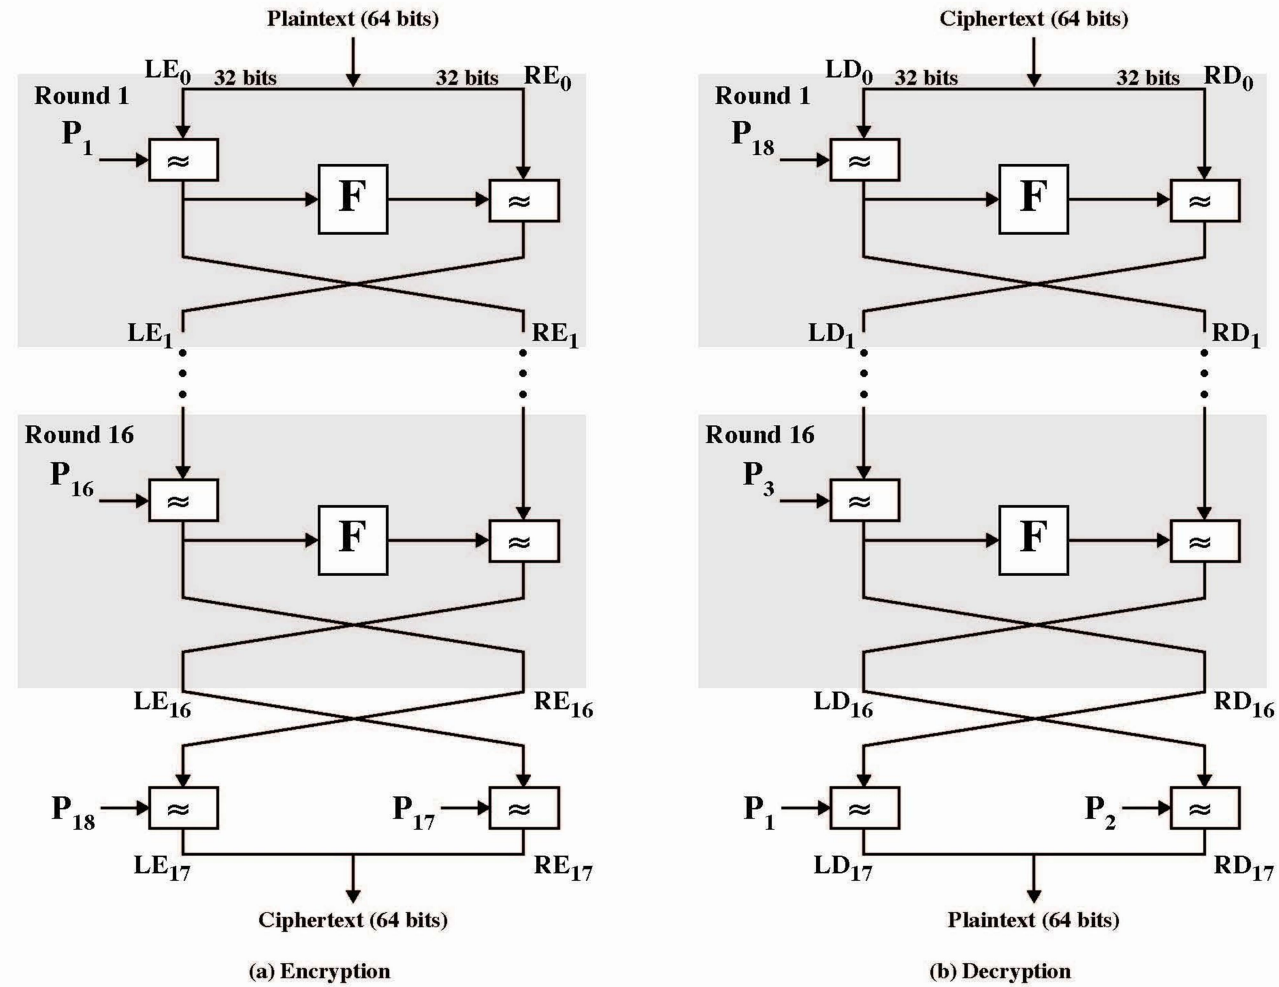 Plaintext (64 bits)
LE0 32 bits 32 bits RE0
Round 1
P1
≈
F
≈
LE1 RE1
Round 16
P16
≈
F
≈
LE16 RE16
P18 ≈ P17 ≈
LE17 RE17
Ciphertext (64 bits)
(a) Encryption
Ciphertext (64 bits)
LD0 32 bits 32 bits RD0
Round 1
P18
≈
F
≈
LD1 RD1
Round 16
P3
≈
F
≈
LD16 RD16
P1 ≈ P2 ≈
LD17 RD17
Plaintext (64 bits)
(b) Decryption